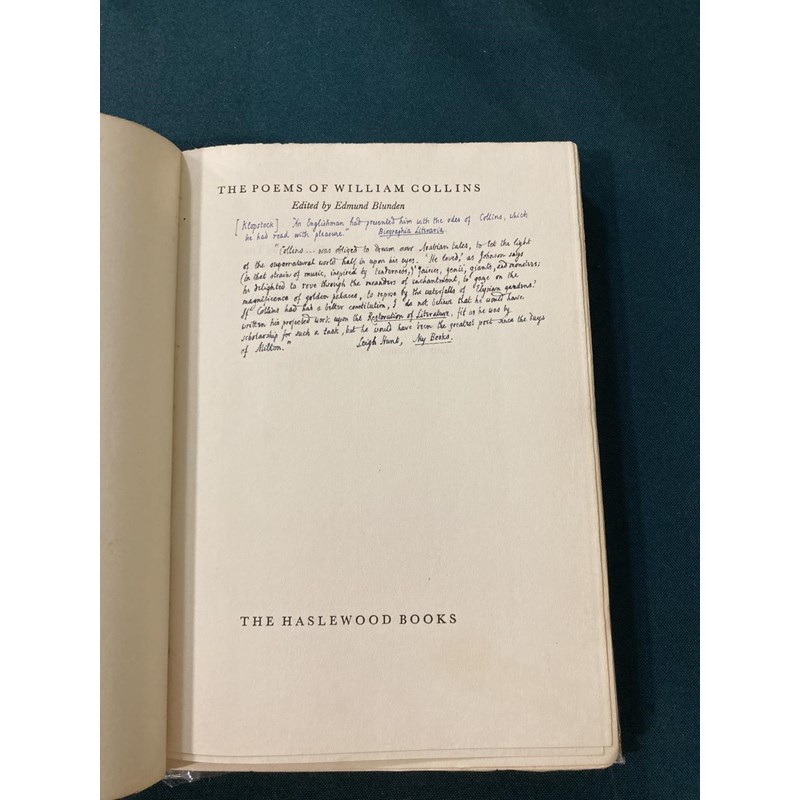 THE POEMS OF WILLIAM COLLINS
Edited by Edmund Blunden
[Klopstock]. "An Englishman had presented him with the odes of Collins, which
he had read with pleasure." Biographia Literaria.
"Collins ... was obliged to dream over Arabian tales, to let the light
of the supernatural world half in upon his eyes. 'He loved,' as Johnson says
(in that strain of music, inspired by tenderness,) 'fairies, genii, giants, and monsters;
he delighted to rove through the meanders of enchantment, to gaze on the
magnificence of golden palaces, to repose by the waterfalls of Elysian gardens.'
If Collins had had a better constitution, I do not believe that he would have
written his projected work upon the Restoration of Literature, fit as he was by
scholarship for such a task, but he would have been the greatest poet since the days
of Milton." Leigh Hunt, My Books.
THE HASLEWOOD BOOKS